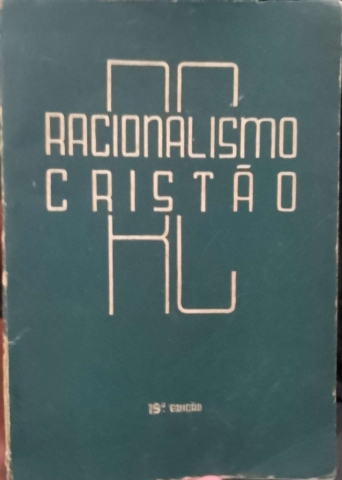 RACIONALISMO
CRISTÃO
19ª EDIÇÃO